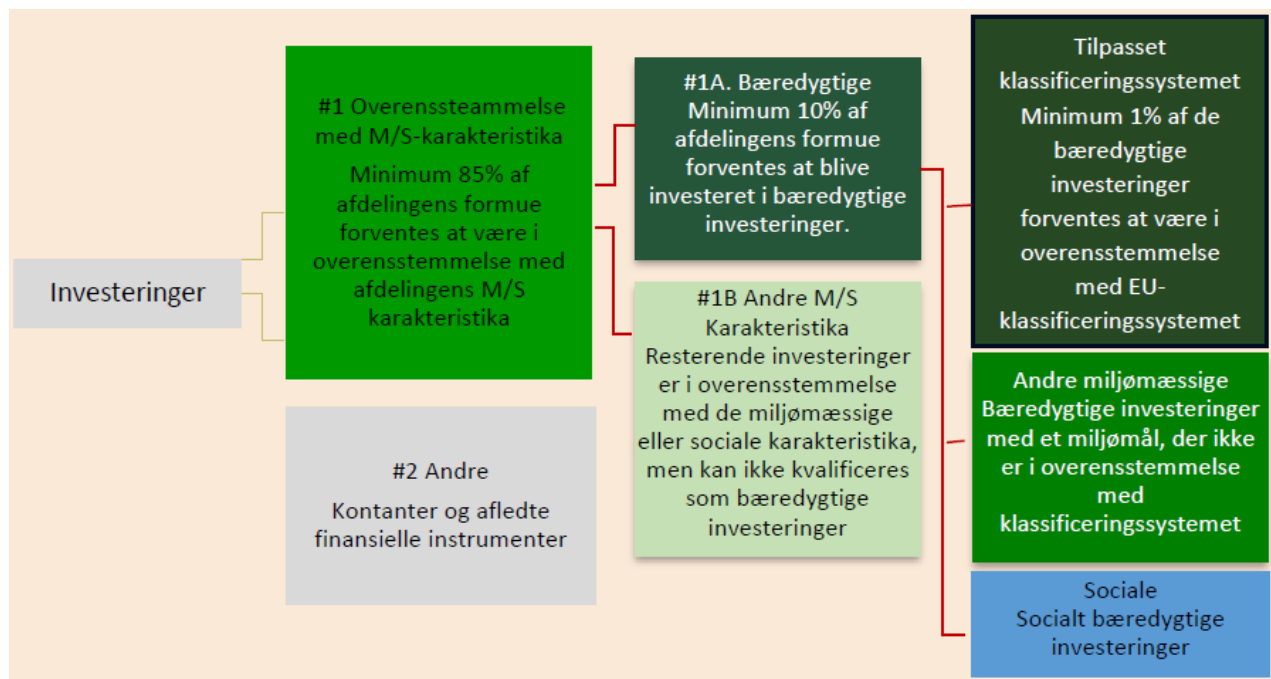 Investeringer
#1 Overenssteammelse
med M/S-karakteristika
Minimum 85% af
afdelingens formue
forventes at være i
overensstemmelse med
afdelingens M/S
karakteristika
#2 Andre
Kontanter og afledte
finansielle instrumenter
#1A. Bæredygtige
Minimum 10% af
afdelingens formue
forventes at blive
investeret i bæredygtige
investeringer.
#1B Andre M/S
Karakteristika
Resterende investeringer
er i overensstemmelse
med de miljømæssige
eller sociale karakteristika,
men kan ikke kvalificeres
som bæredygtige
investeringer
Tilpasset
klassificeringssystemet
Minimum 1% af de
bæredygtige
investeringer
forventes at være i
overensstemmelse
med EU-
klassificeringssystemet
Andre miljømæssige
Bæredygtige investeringer
med et miljømål, der ikke
er i overensstemmelse
med
klassificeringssystemet
Sociale
Socialt bæredygtige
investeringer